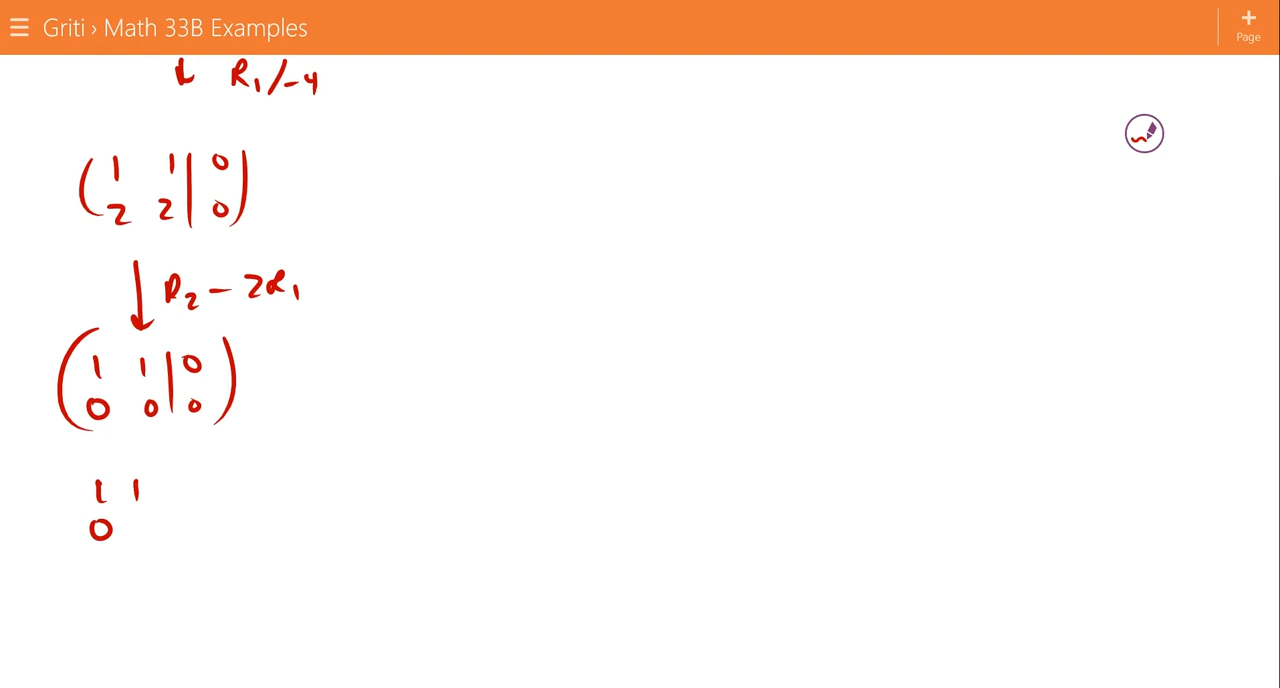 Griti › Math 33B Examples
+
Page
↓ R₁/-4
( 1 1 | 0 )
( 2 2 | 0 )
↓ R₂ - 2R₁
( 1 1 | 0 )
( 0 0 | 0 )
1 1
0